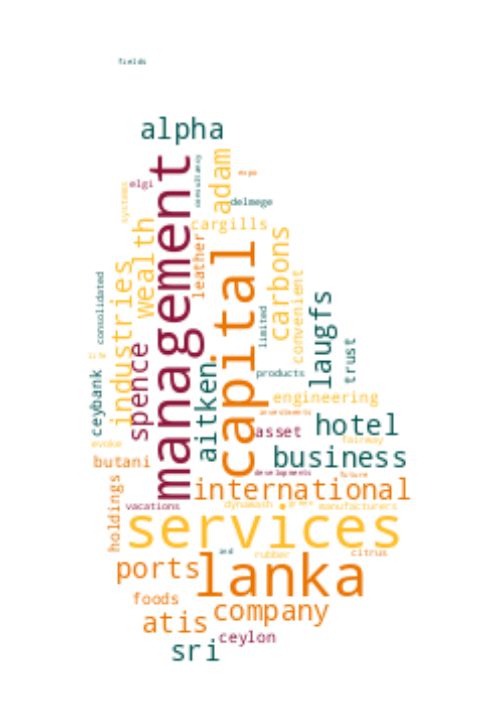 fields
alpha
management
consultancy
adam
expo
elgi
systems
delmege
wealth
cargills
leather
capital
carbons
industries
consolidated
convenient
laugfs
limited
trust
spence
aitken
ceybank
products
engineering
investments
hotel
asset
fairway
evoke
business
butani
developments
future
international
holdings
vacations
dynawash
manufacturers
services
and
rubber
citrus
ports
lanka
foods
company
atis
ceylon
sri